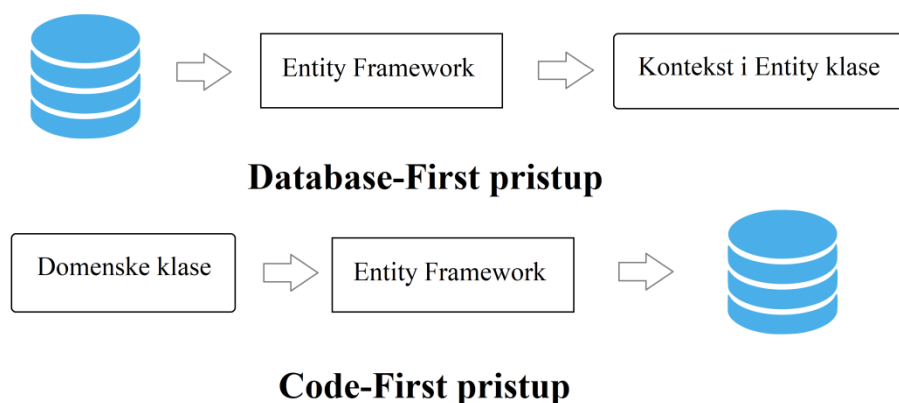 Entity Framework
Kontekst i Entity klase
Database-First pristup
Domenske klase
Entity Framework
Code-First pristup